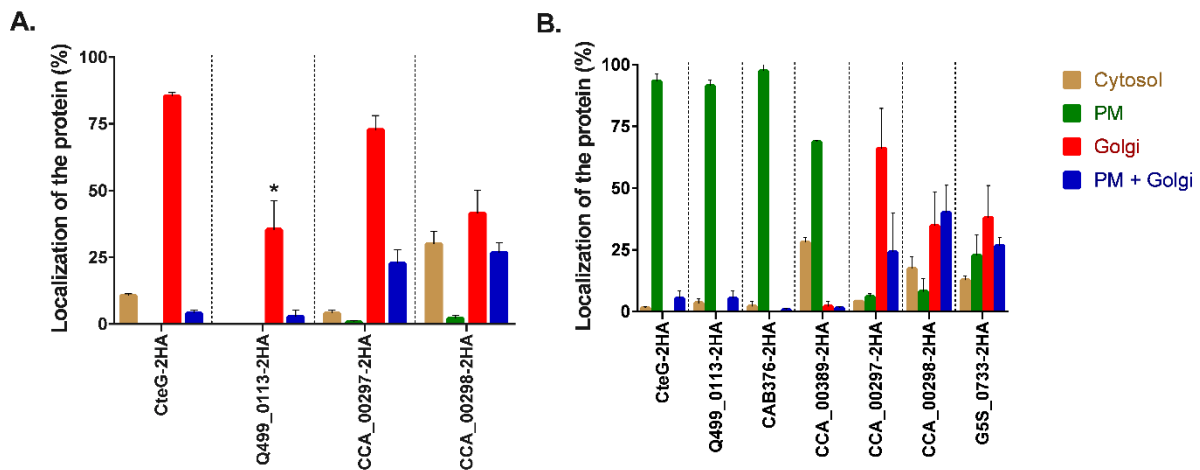 A.
Localization of the protein (%)
100
75
50
25
0
*
CteG-2HA
Q499_0113-2HA
CCA_00297-2HA
CCA_00298-2HA
B.
Localization of the protein (%)
100
75
50
25
0
CteG-2HA
Q499_0113-2HA
CAB376-2HA
CCA_00389-2HA
CCA_00297-2HA
CCA_00298-2HA
G5S_0733-2HA
Cytosol
PM
Golgi
PM + Golgi